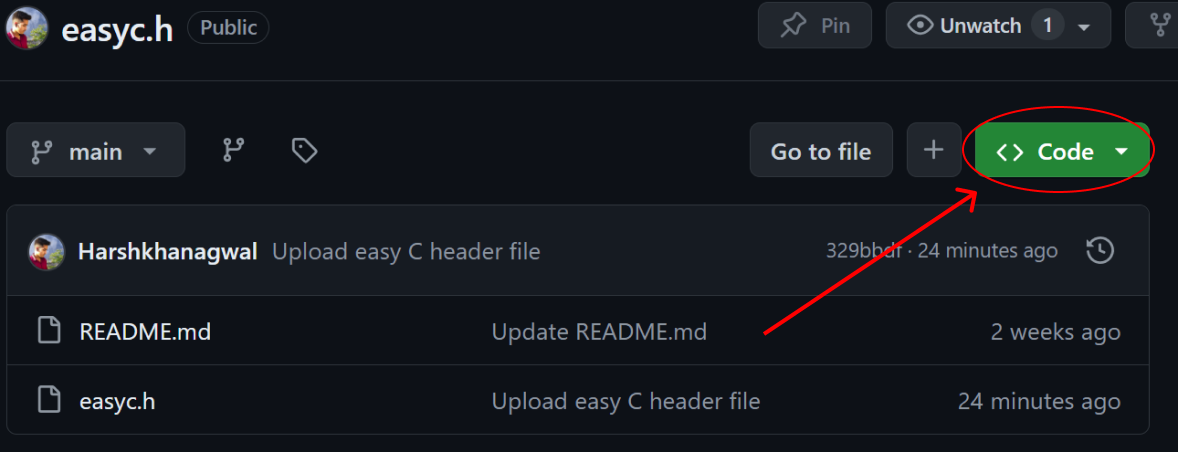 easyc.h Public Pin Unwatch 1
main Go to file + <> Code
Harshkhanagwal Upload easy C header file 329bbdf · 24 minutes ago
README.md Update README.md 2 weeks ago
easyc.h Upload easy C header file 24 minutes ago